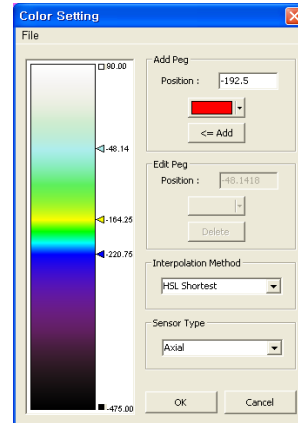 Color Setting
File
90.00
-48.14
-164.25
-220.75
-475.00
Add Peg
Position : -192.5
<= Add
Edit Peg
Position : -48.1418
Delete
Interpolation Method
HSL Shortest
Sensor Type
Axial
OK Cancel